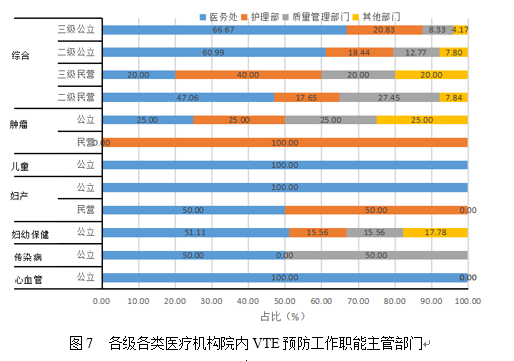 医务处 护理部 质量管理部门 其他部门
综合
三级公立 66.67 20.83 8.33 4.17
二级公立 60.99 18.44 12.77 7.80
三级民营 20.00 40.00 20.00 20.00
二级民营 47.06 17.65 27.45 7.84
肿瘤
公立 25.00 25.00 25.00 25.00
民营 0.00 100.00
儿童 公立 100.00
妇产
公立 100.00
民营 50.00 50.00 0.00
妇幼保健 公立 51.11 15.56 15.56 17.78
传染病 公立 50.00 0.00 50.00
心血管 公立 100.00 0.00
0.00 10.00 20.00 30.00 40.00 50.00 60.00 70.00 80.00 90.00 100.00
占比（%）
图 7 各级各类医疗机构院内 VTE 预防工作职能主管部门